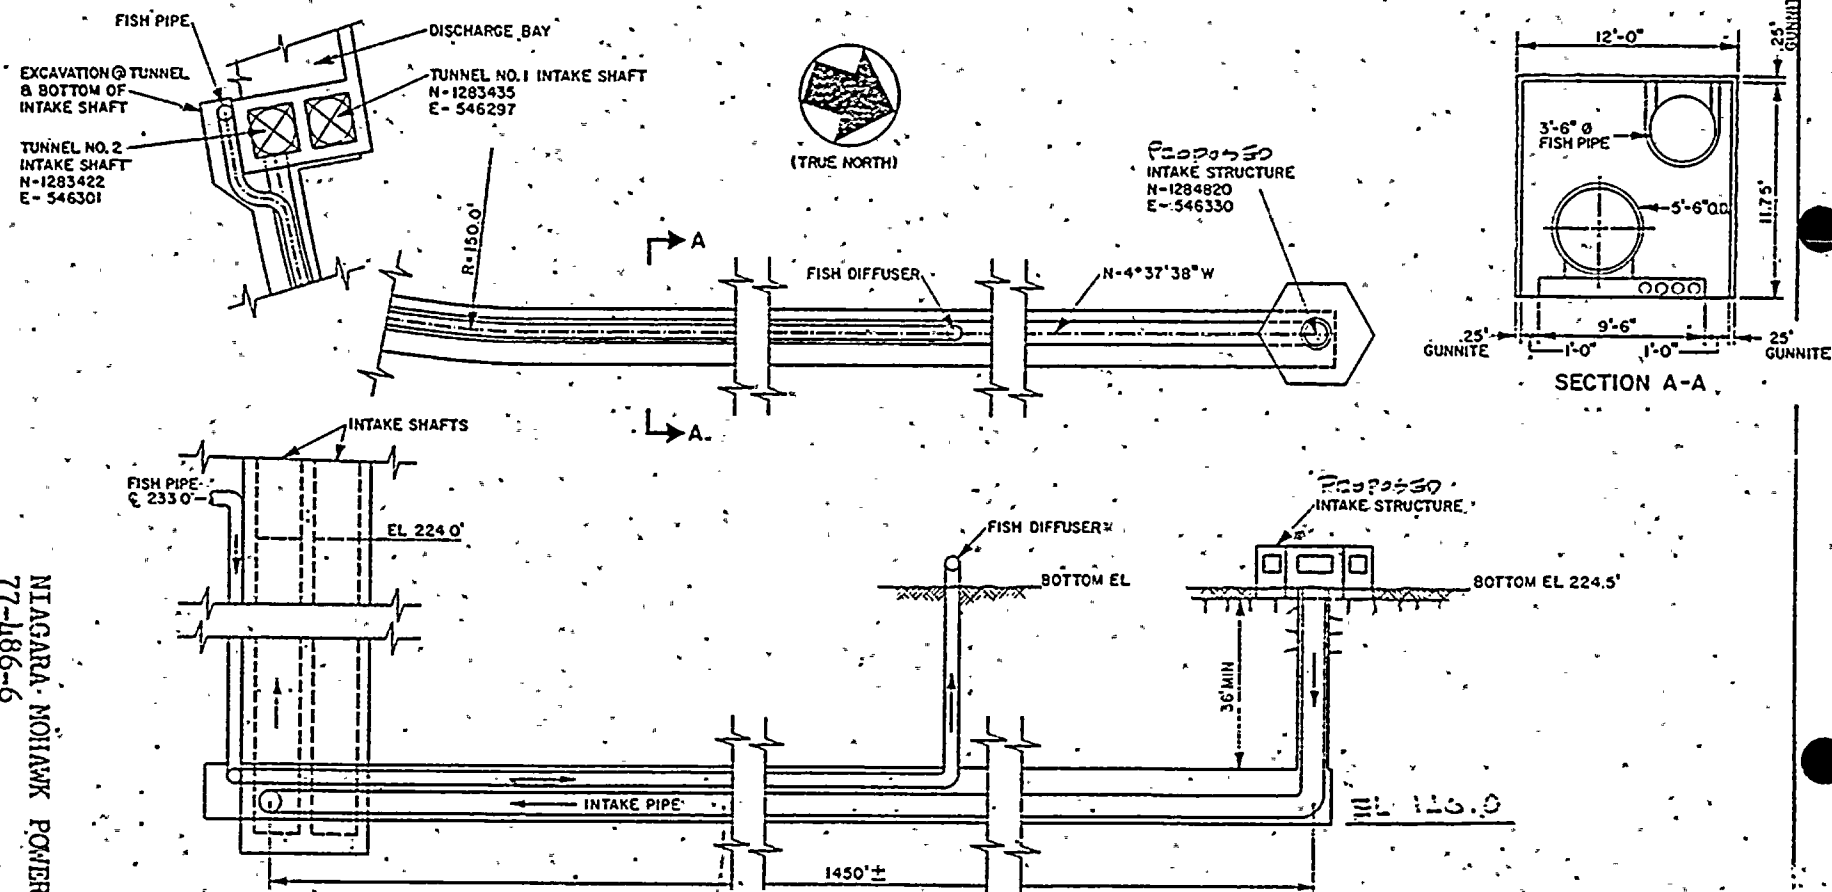 FISH PIPE
DISCHARGE BAY
EXCAVATION @ TUNNEL
& BOTTOM OF
INTAKE SHAFT
TUNNEL NO. 1 INTAKE SHAFT
N-1283435
E-546297
TUNNEL NO. 2
INTAKE SHAFT
N-1283422
E-546301
(TRUE NORTH)
PROPOSED
INTAKE STRUCTURE
N-1284820
E-546330
R=150.0'
A
FISH DIFFUSER
N-4°37'38"W
A
12'-0"
.25'
GUNNITE
3'-6" Ø
FISH PIPE
5'-6" O.D.
11.75'
.25'
GUNNITE
9'-6"
1'-0"
1'-0"
.25'
GUNNITE
SECTION A-A
INTAKE SHAFTS
FISH PIPE
℄ 233.0'
EL 224.0'
FISH DIFFUSER
BOTTOM EL
PROPOSED
INTAKE STRUCTURE
BOTTOM EL 224.5'
36' MIN
INTAKE PIPE
1450'±
NIAGARA MOHAWK POWER
77-486-6